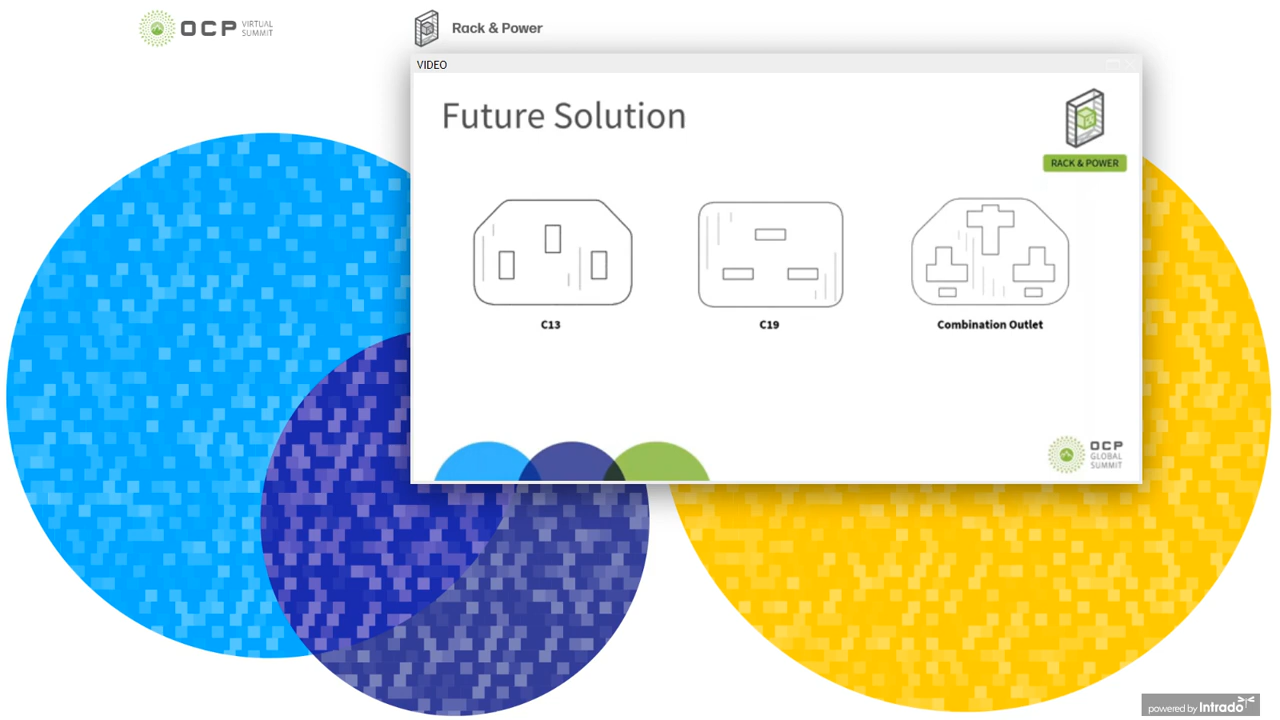 OCP VIRTUAL
SUMMIT
Rack & Power
VIDEO
Future Solution
RACK & POWER
C13
C19
Combination Outlet
OCP
GLOBAL
SUMMIT
powered by Intrado